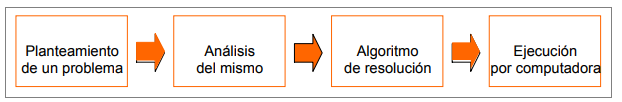 Planteamiento
de un problema
Análisis
del mismo
Algoritmo
de resolución
Ejecución
por computadora